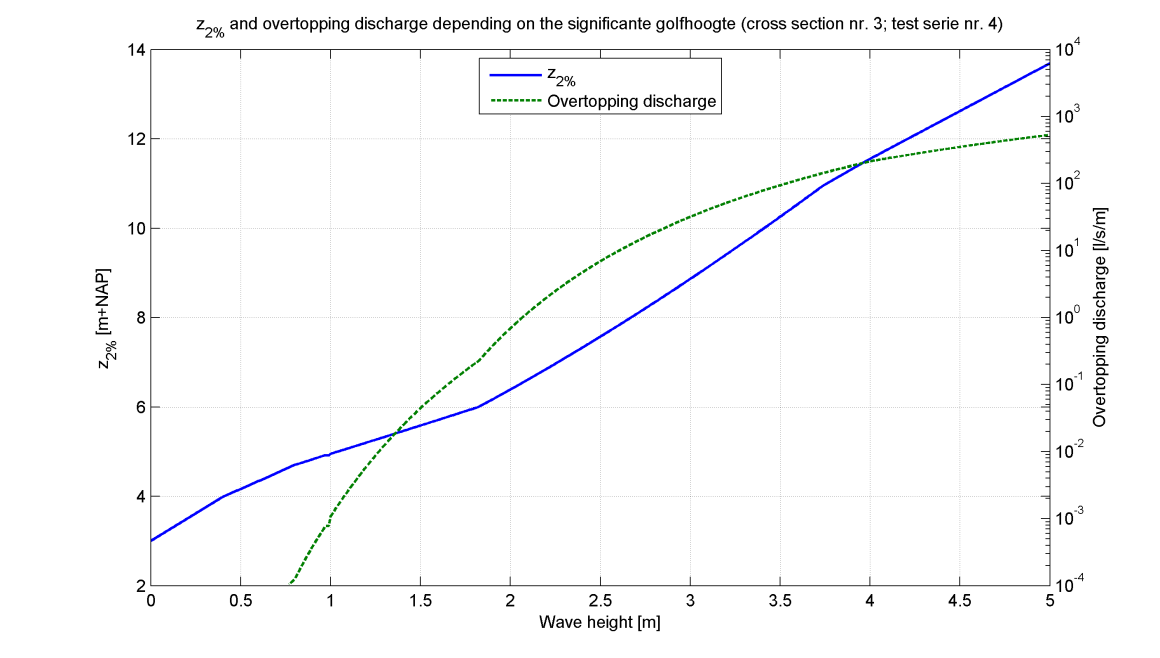 z2% and overtopping discharge depending on the significante golfhoogte (cross section nr. 3; test serie nr. 4)
z2%
Overtopping discharge
14
12
10
8
6
4
2
z2% [m+NAP]
10^4
10^3
10^2
10^1
10^0
10^-1
10^-2
10^-3
10^-4
Overtopping discharge [l/s/m]
0 0.5 1 1.5 2 2.5 3 3.5 4 4.5 5
Wave height [m]